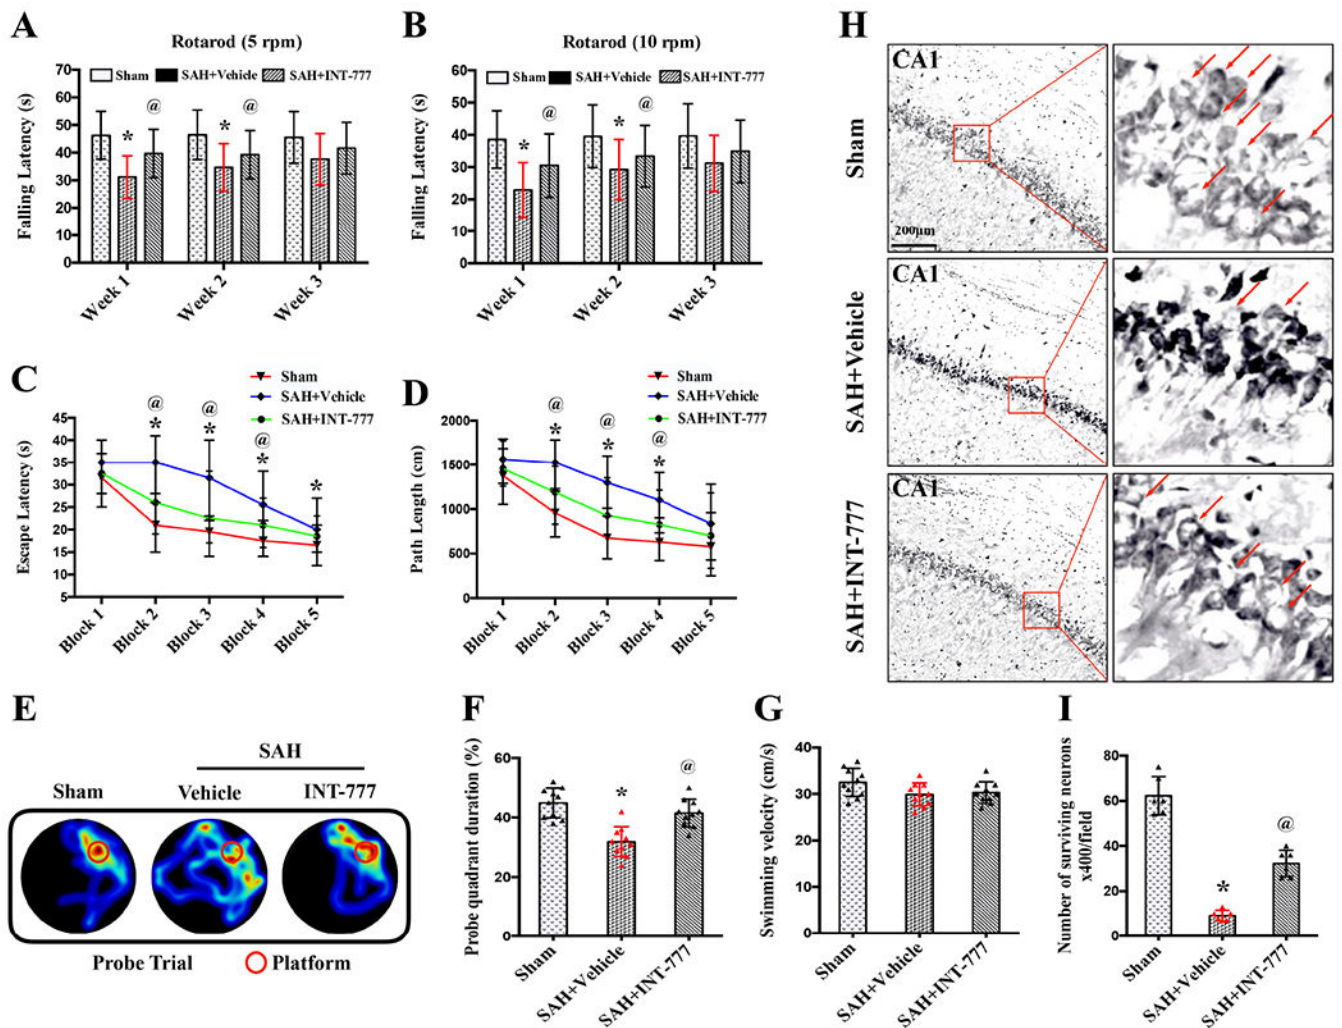 A
Rotarod (5 rpm)
Sham SAH+Vehicle SAH+INT-777
Falling Latency (s)
70
60
50
40
30
20
10
0
* @ * @
Week 1 Week 2 Week 3
B
Rotarod (10 rpm)
Sham SAH+Vehicle SAH+INT-777
Falling Latency (s)
60
50
40
30
20
10
0
* @ * @
Week 1 Week 2 Week 3
C
Sham
SAH+Vehicle
SAH+INT-777
Escape Latency (s)
45
40
35
30
25
20
15
10
5
@ @ @
* * * *
Block 1 Block 2 Block 3 Block 4 Block 5
D
Sham
SAH+Vehicle
SAH+INT-777
Path Length (cm)
2000
1500
1000
500
0
@ @ @
* * *
Block 1 Block 2 Block 3 Block 4 Block 5
E
SAH
Sham Vehicle INT-777
Probe Trial Platform
F
Probe quadrant duration (%)
60
40
20
0
* @
Sham SAH+Vehicle SAH+INT-777
G
Swimming velocity (cm/s)
40
30
20
10
0
Sham SAH+Vehicle SAH+INT-777
H
Sham
CA1
200μm
SAH+Vehicle
CA1
SAH+INT-777
CA1
I
Number of surviving neurons
x400/field
80
60
40
20
0
* @
Sham SAH+Vehicle SAH+INT-777